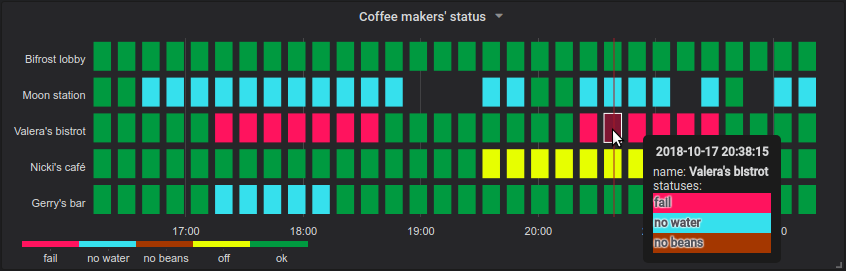 Coffee makers' status
Bifrost lobby
Moon station
Valera's bistrot
Nicki's café
Gerry's bar
17:00 18:00 19:00 20:00
fail no water no beans off ok
2018-10-17 20:38:15
name: Valera's bistrot
statuses:
fail
no water
no beans